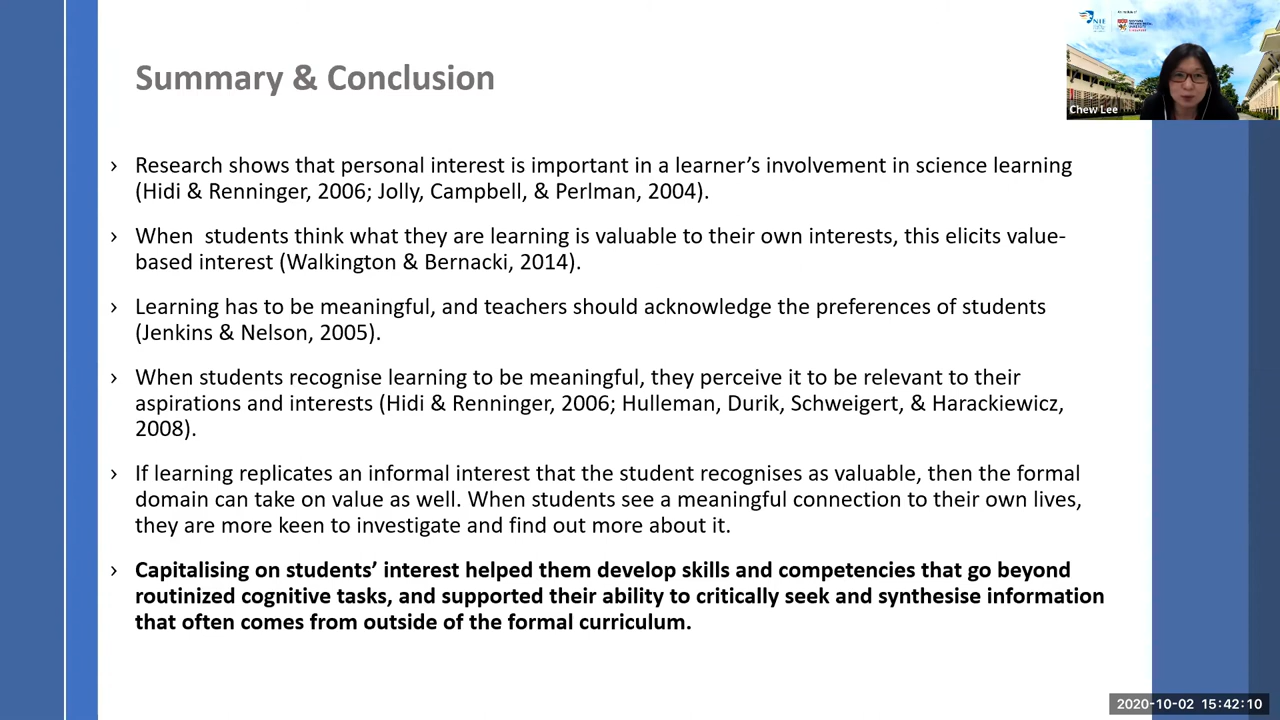 NIE
Summary & Conclusion
Chew Lee
› Research shows that personal interest is important in a learner’s involvement in science learning
(Hidi & Renninger, 2006; Jolly, Campbell, & Perlman, 2004).
› When  students think what they are learning is valuable to their own interests, this elicits value-
based interest (Walkington & Bernacki, 2014).
› Learning has to be meaningful, and teachers should acknowledge the preferences of students
(Jenkins & Nelson, 2005).
› When students recognise learning to be meaningful, they perceive it to be relevant to their
aspirations and interests (Hidi & Renninger, 2006; Hulleman, Durik, Schweigert, & Harackiewicz,
2008).
› If learning replicates an informal interest that the student recognises as valuable, then the formal
domain can take on value as well. When students see a meaningful connection to their own lives,
they are more keen to investigate and find out more about it.
› Capitalising on students’ interest helped them develop skills and competencies that go beyond
routinized cognitive tasks, and supported their ability to critically seek and synthesise information
that often comes from outside of the formal curriculum.
2020-10-02 15:42:10